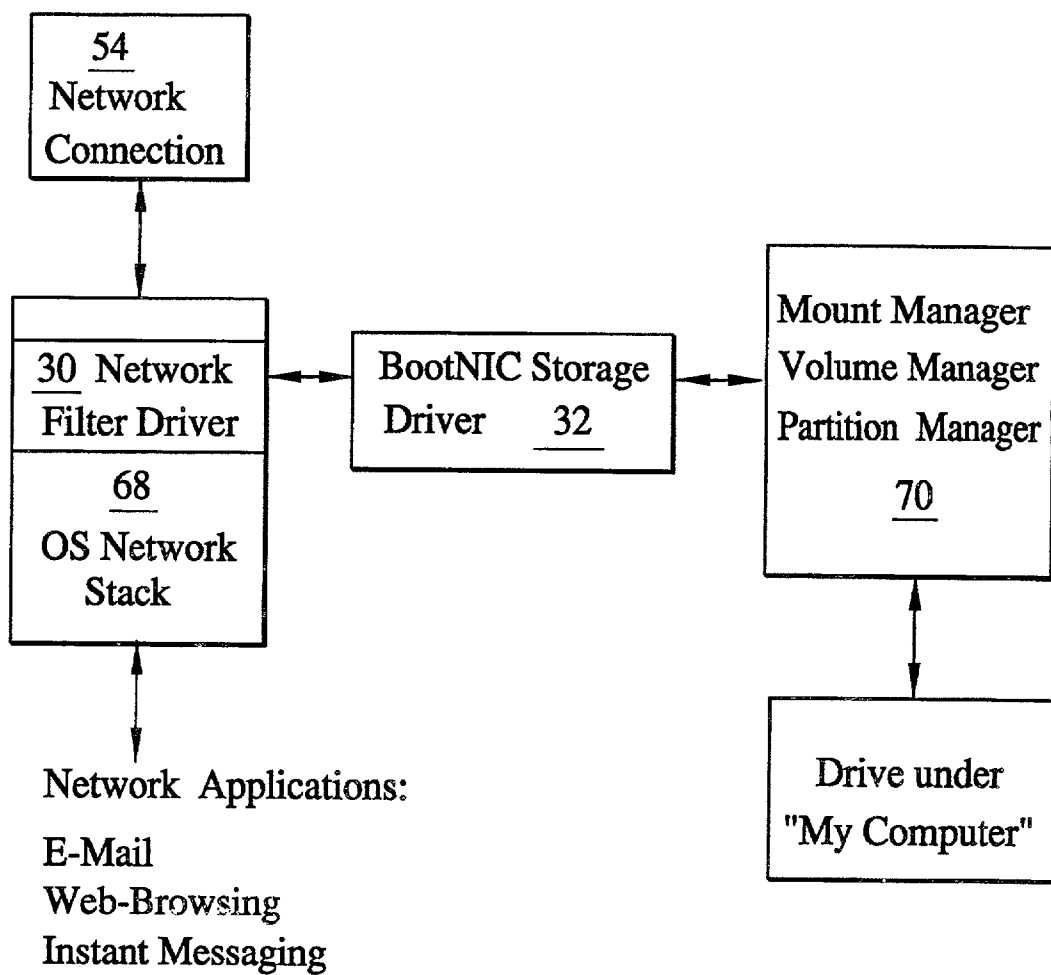 54
Network
Connection
30 Network
Filter Driver
68
OS Network
Stack
BootNIC Storage
Driver 32
Mount Manager
Volume Manager
Partition Manager
70
Drive under
"My Computer"
Network Applications:
E-Mail
Web-Browsing
Instant Messaging